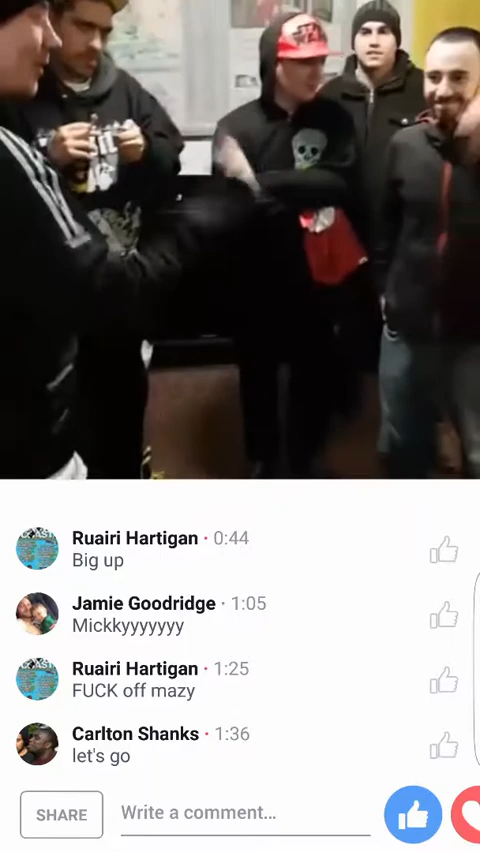 Ruairi Hartigan · 0:44
Big up
Jamie Goodridge · 1:05
Mickkyyyyyyy
Ruairi Hartigan · 1:25
FUCK off mazy
Carlton Shanks · 1:36
let's go
SHARE
Write a comment...